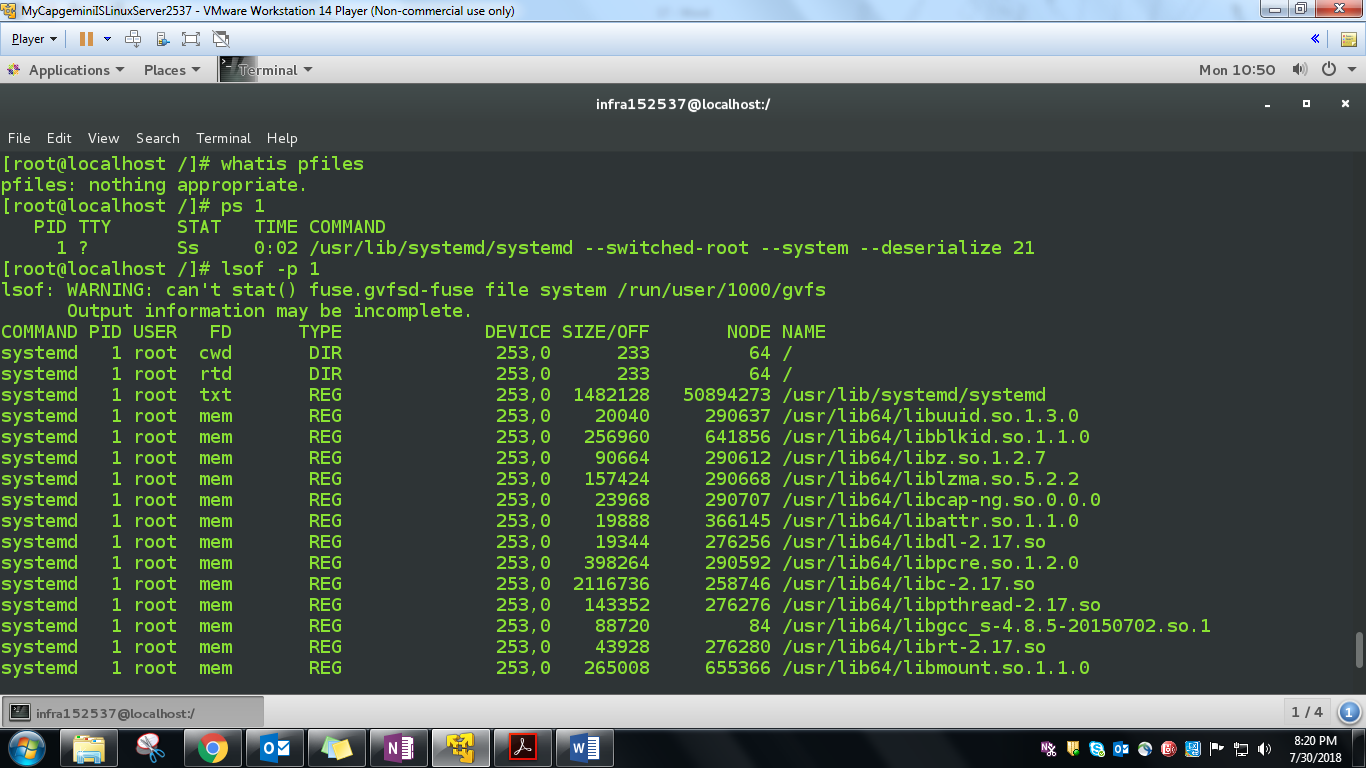 MyCapgeminiISLinuxServer2537 - VMware Workstation 14 Player (Non-commercial use only)
Player
Applications Places Terminal Mon 10:50
infra152537@localhost:/
File Edit View Search Terminal Help
[root@localhost /]# whatis pfiles
pfiles: nothing appropriate.
[root@localhost /]# ps 1
PID TTY STAT TIME COMMAND
1 ? Ss 0:02 /usr/lib/systemd/systemd --switched-root --system --deserialize 21
[root@localhost /]# lsof -p 1
lsof: WARNING: can't stat() fuse.gvfsd-fuse file system /run/user/1000/gvfs
Output information may be incomplete.
COMMAND PID USER FD TYPE DEVICE SIZE/OFF NODE NAME
systemd 1 root cwd DIR 253,0 233 64 /
systemd 1 root rtd DIR 253,0 233 64 /
systemd 1 root txt REG 253,0 1482128 50894273 /usr/lib/systemd/systemd
systemd 1 root mem REG 253,0 20040 290637 /usr/lib64/libuuid.so.1.3.0
systemd 1 root mem REG 253,0 256960 641856 /usr/lib64/libblkid.so.1.1.0
systemd 1 root mem REG 253,0 90664 290612 /usr/lib64/libz.so.1.2.7
systemd 1 root mem REG 253,0 157424 290668 /usr/lib64/liblzma.so.5.2.2
systemd 1 root mem REG 253,0 23968 290707 /usr/lib64/libcap-ng.so.0.0.0
systemd 1 root mem REG 253,0 19888 366145 /usr/lib64/libattr.so.1.1.0
systemd 1 root mem REG 253,0 19344 276256 /usr/lib64/libdl-2.17.so
systemd 1 root mem REG 253,0 398264 290592 /usr/lib64/libpcre.so.1.2.0
systemd 1 root mem REG 253,0 2116736 258746 /usr/lib64/libc-2.17.so
systemd 1 root mem REG 253,0 143352 276276 /usr/lib64/libpthread-2.17.so
systemd 1 root mem REG 253,0 88720 84 /usr/lib64/libgcc_s-4.8.5-20150702.so.1
systemd 1 root mem REG 253,0 43928 276280 /usr/lib64/librt-2.17.so
systemd 1 root mem REG 253,0 265008 655366 /usr/lib64/libmount.so.1.1.0
infra152537@localhost:/ 1 / 4 1
8:20 PM
7/30/2018